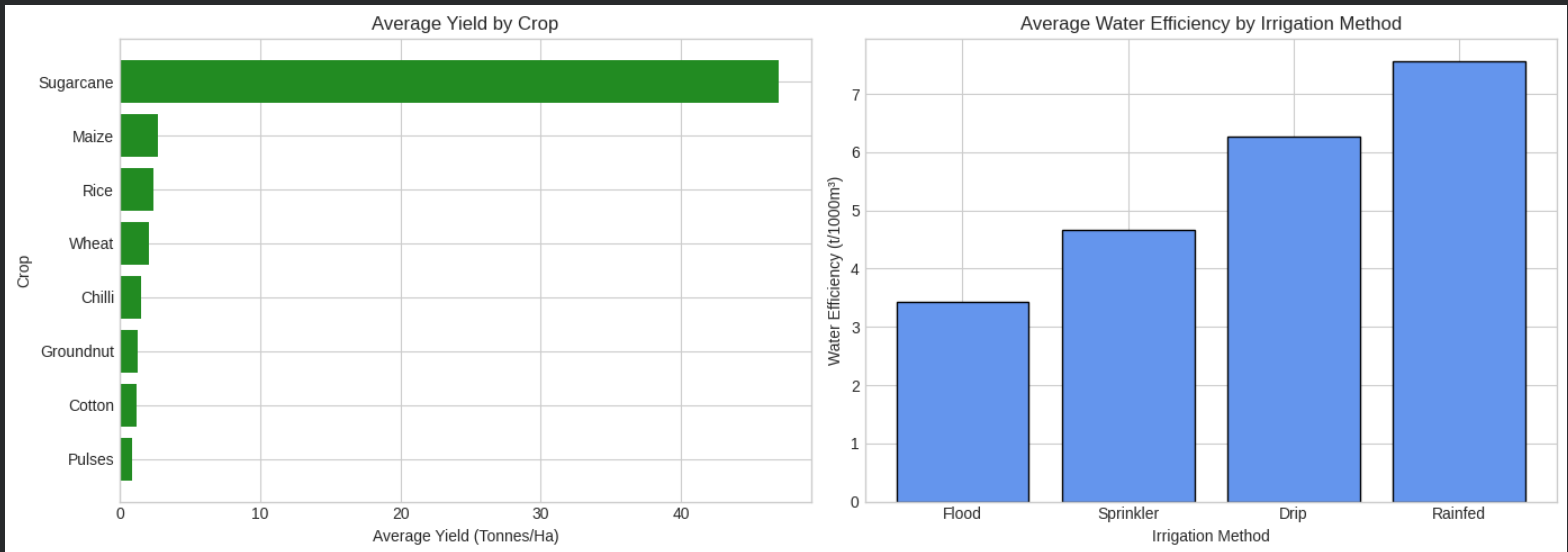 Average Yield by Crop
Crop
Sugarcane
Maize
Rice
Wheat
Chilli
Groundnut
Cotton
Pulses
0 10 20 30 40
Average Yield (Tonnes/Ha)
Average Water Efficiency by Irrigation Method
Water Efficiency (t/1000m³)
7
6
5
4
3
2
1
0
Flood Sprinkler Drip Rainfed
Irrigation Method